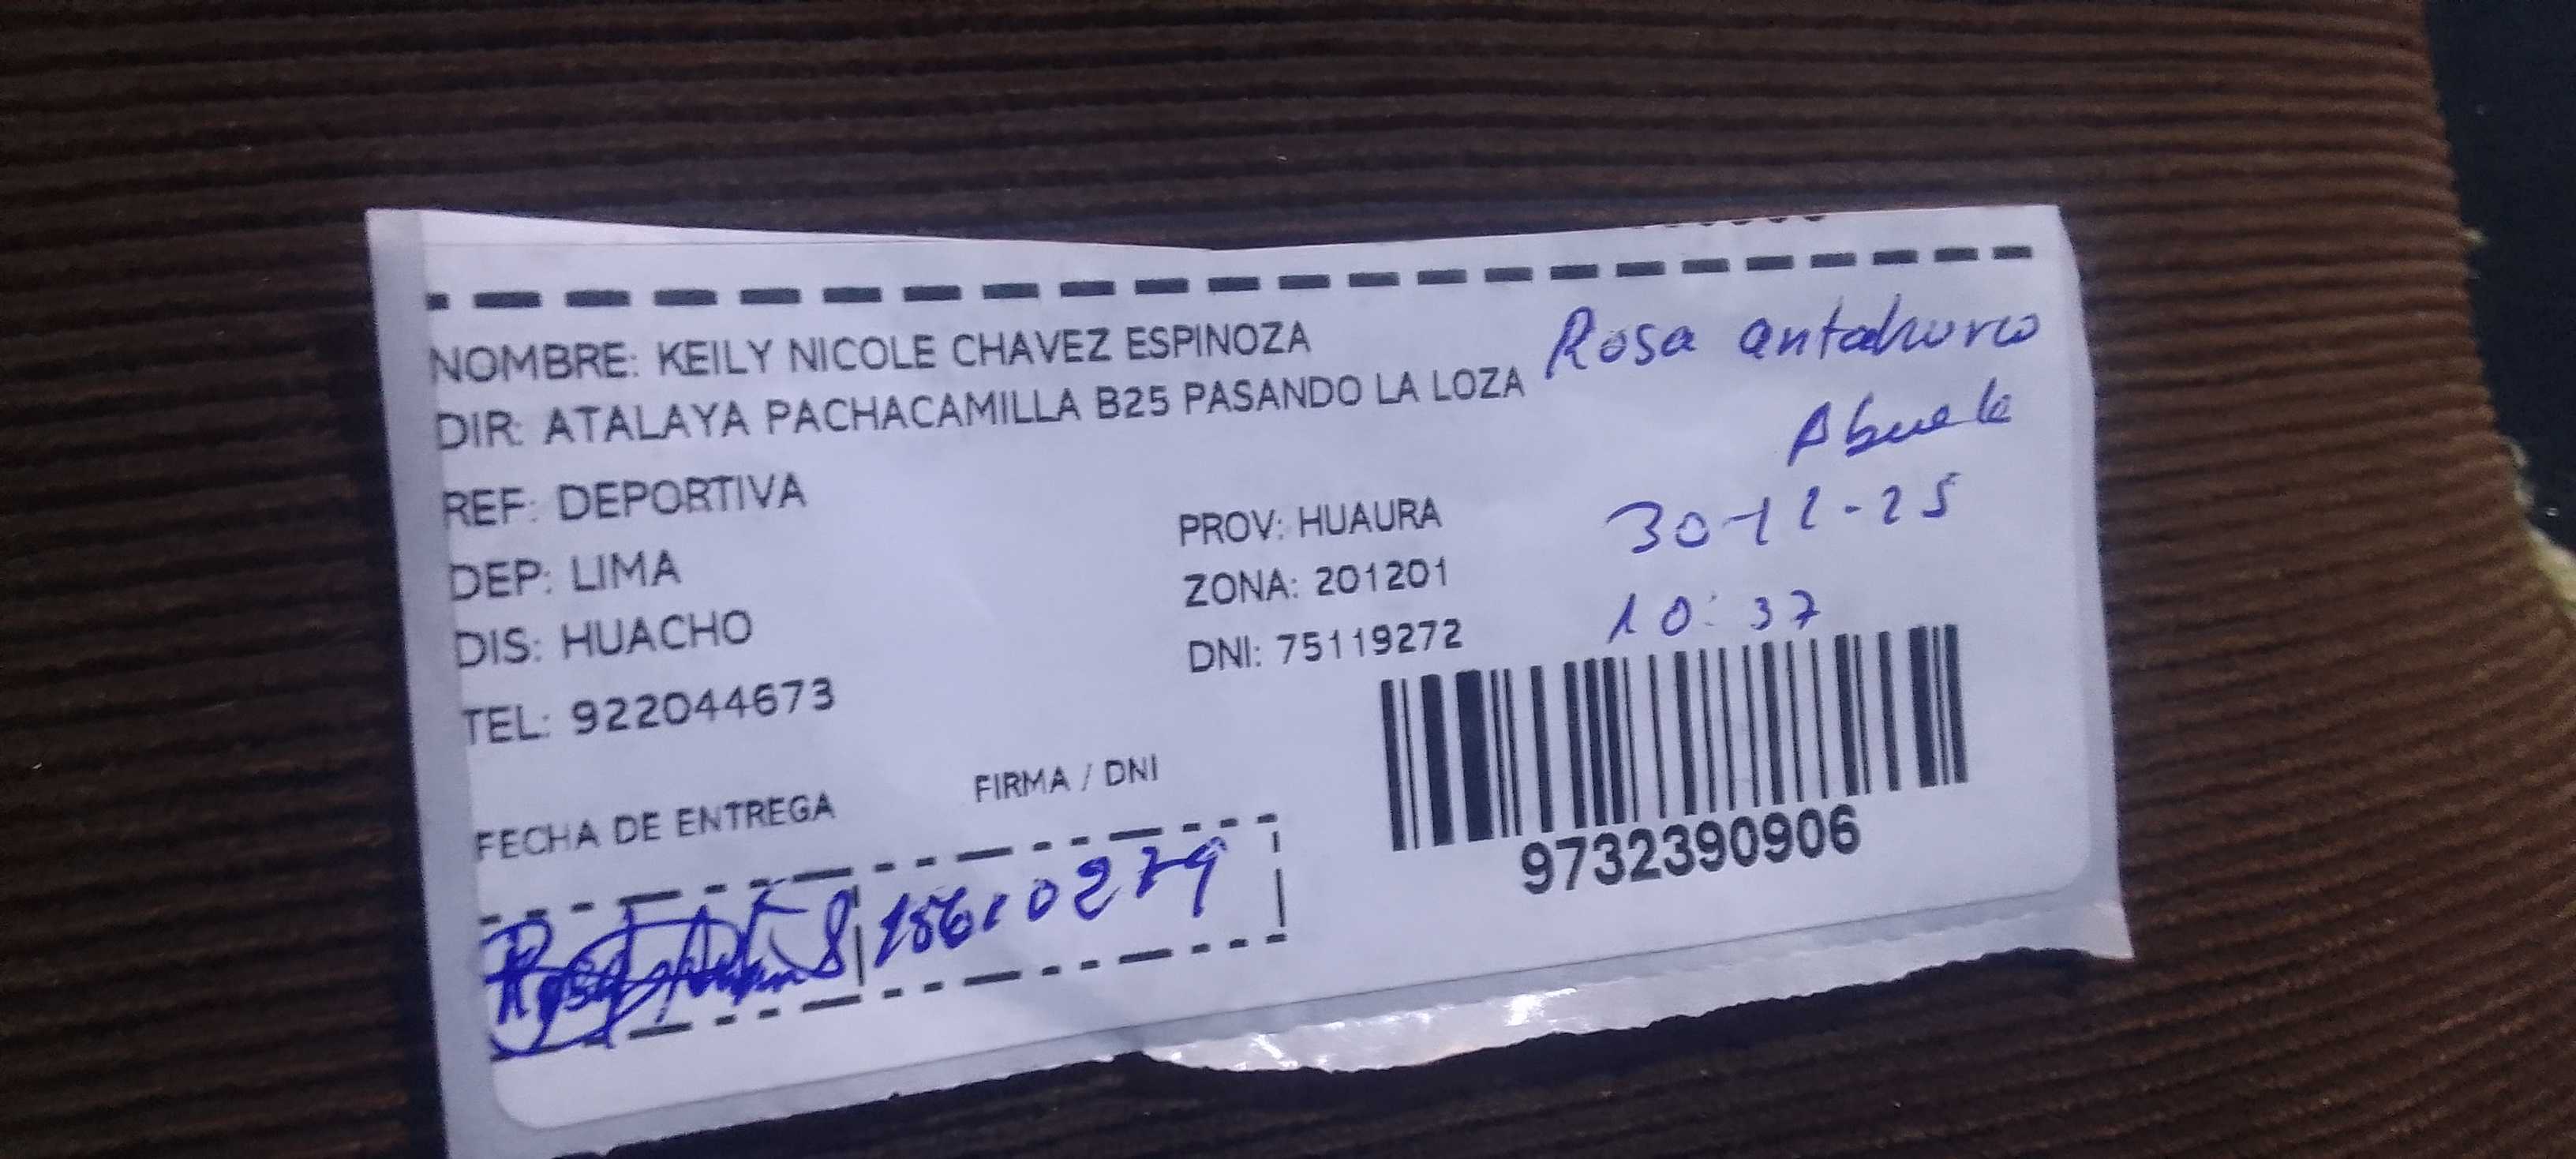 NOMBRE: KEILY NICOLE CHAVEZ ESPINOZA
DIR: ATALAYA PACHACAMILLA B25 PASANDO LA LOZA
REF: DEPORTIVA
DEP: LIMA
PROV: HUAURA
DIS: HUACHO
ZONA: 201201
TEL: 922044673
DNI: 75119272
Rosa
Abuela
30-12-25
10:37
FECHA DE ENTREGA
FIRMA / DNI
9732390906